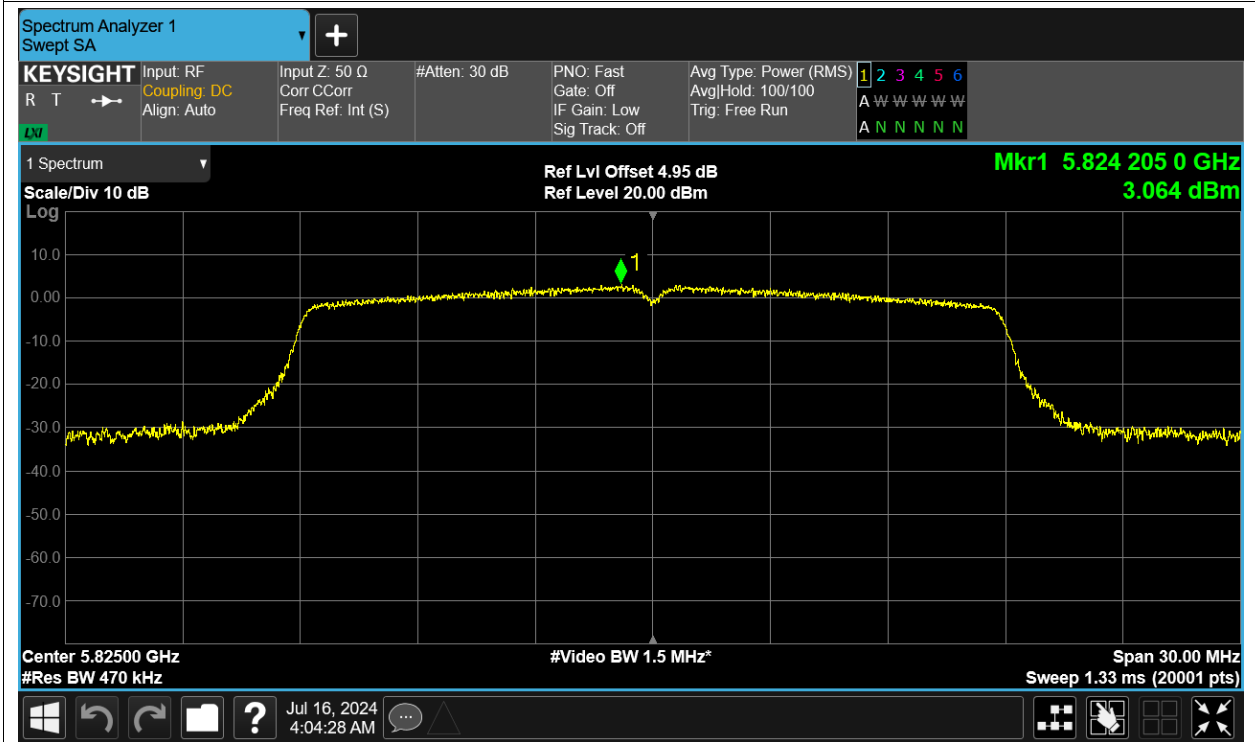 Spectrum Analyzer 1
Swept SA
+
KEYSIGHT
R T
LXI
Input: RF
Coupling: DC
Align: Auto
Input Z: 50 Ω
Corr CCorr
Freq Ref: Int (S)
#Atten: 30 dB
PNO: Fast
Gate: Off
IF Gain: Low
Sig Track: Off
Avg Type: Power (RMS)
Avg|Hold: 100/100
Trig: Free Run
1 2 3 4 5 6
A W W W W W
A N N N N N
1 Spectrum
Scale/Div 10 dB
Log
Ref Lvl Offset 4.95 dB
Ref Level 20.00 dBm
Mkr1 5.824 205 0 GHz
3.064 dBm
1
10.0
0.00
-10.0
-20.0
-30.0
-40.0
-50.0
-60.0
-70.0
Center 5.82500 GHz
#Res BW 470 kHz
#Video BW 1.5 MHz*
Span 30.00 MHz
Sweep 1.33 ms (20001 pts)
?
Jul 16, 2024
4:04:28 AM